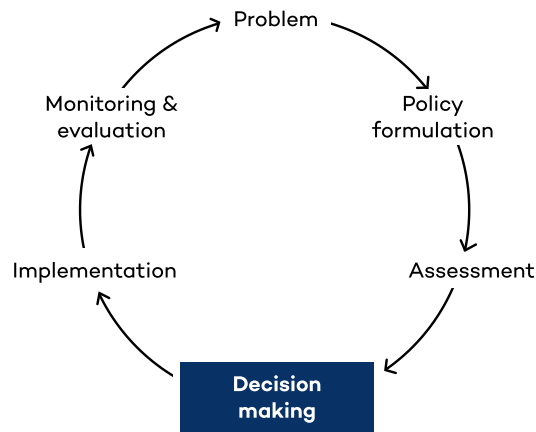 Problem
Policy
formulation
Assessment
Decision
making
Implementation
Monitoring &
evaluation